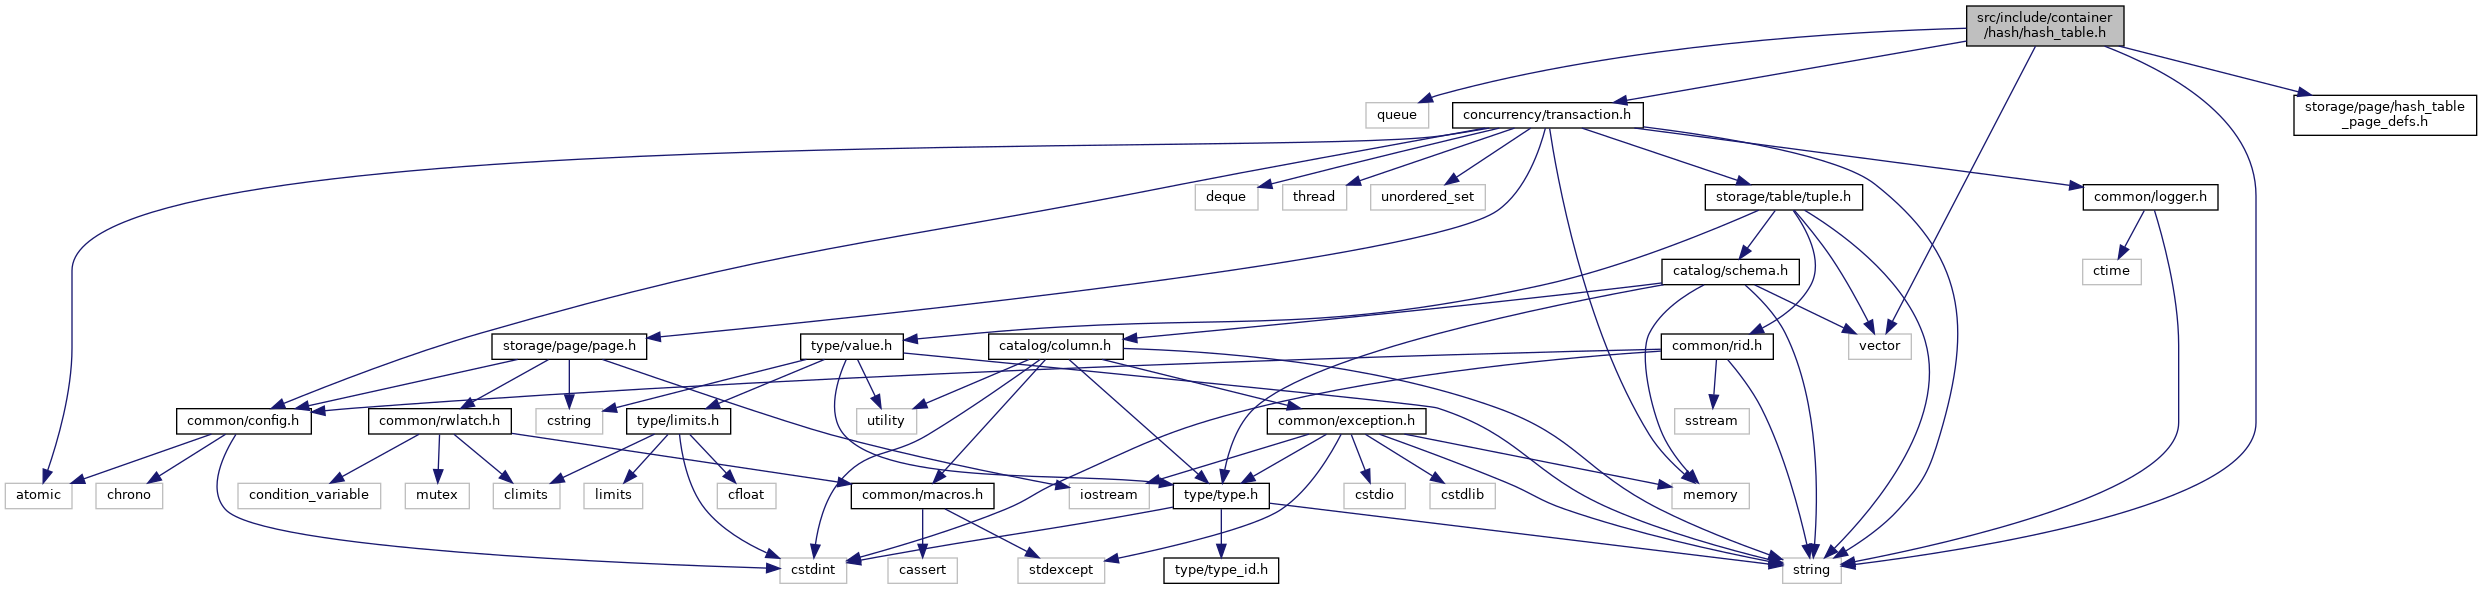 src/include/container
/hash/hash_table.h
queue
concurrency/transaction.h
storage/page/hash_table
_page_defs.h
deque
thread
unordered_set
storage/table/tuple.h
common/logger.h
catalog/schema.h
ctime
storage/page/page.h
type/value.h
catalog/column.h
common/rid.h
vector
common/config.h
common/rwlatch.h
cstring
type/limits.h
utility
common/exception.h
sstream
atomic
chrono
condition_variable
mutex
climits
limits
cfloat
common/macros.h
iostream
type/type.h
cstdio
cstdlib
memory
cstdint
cassert
stdexcept
type/type_id.h
string